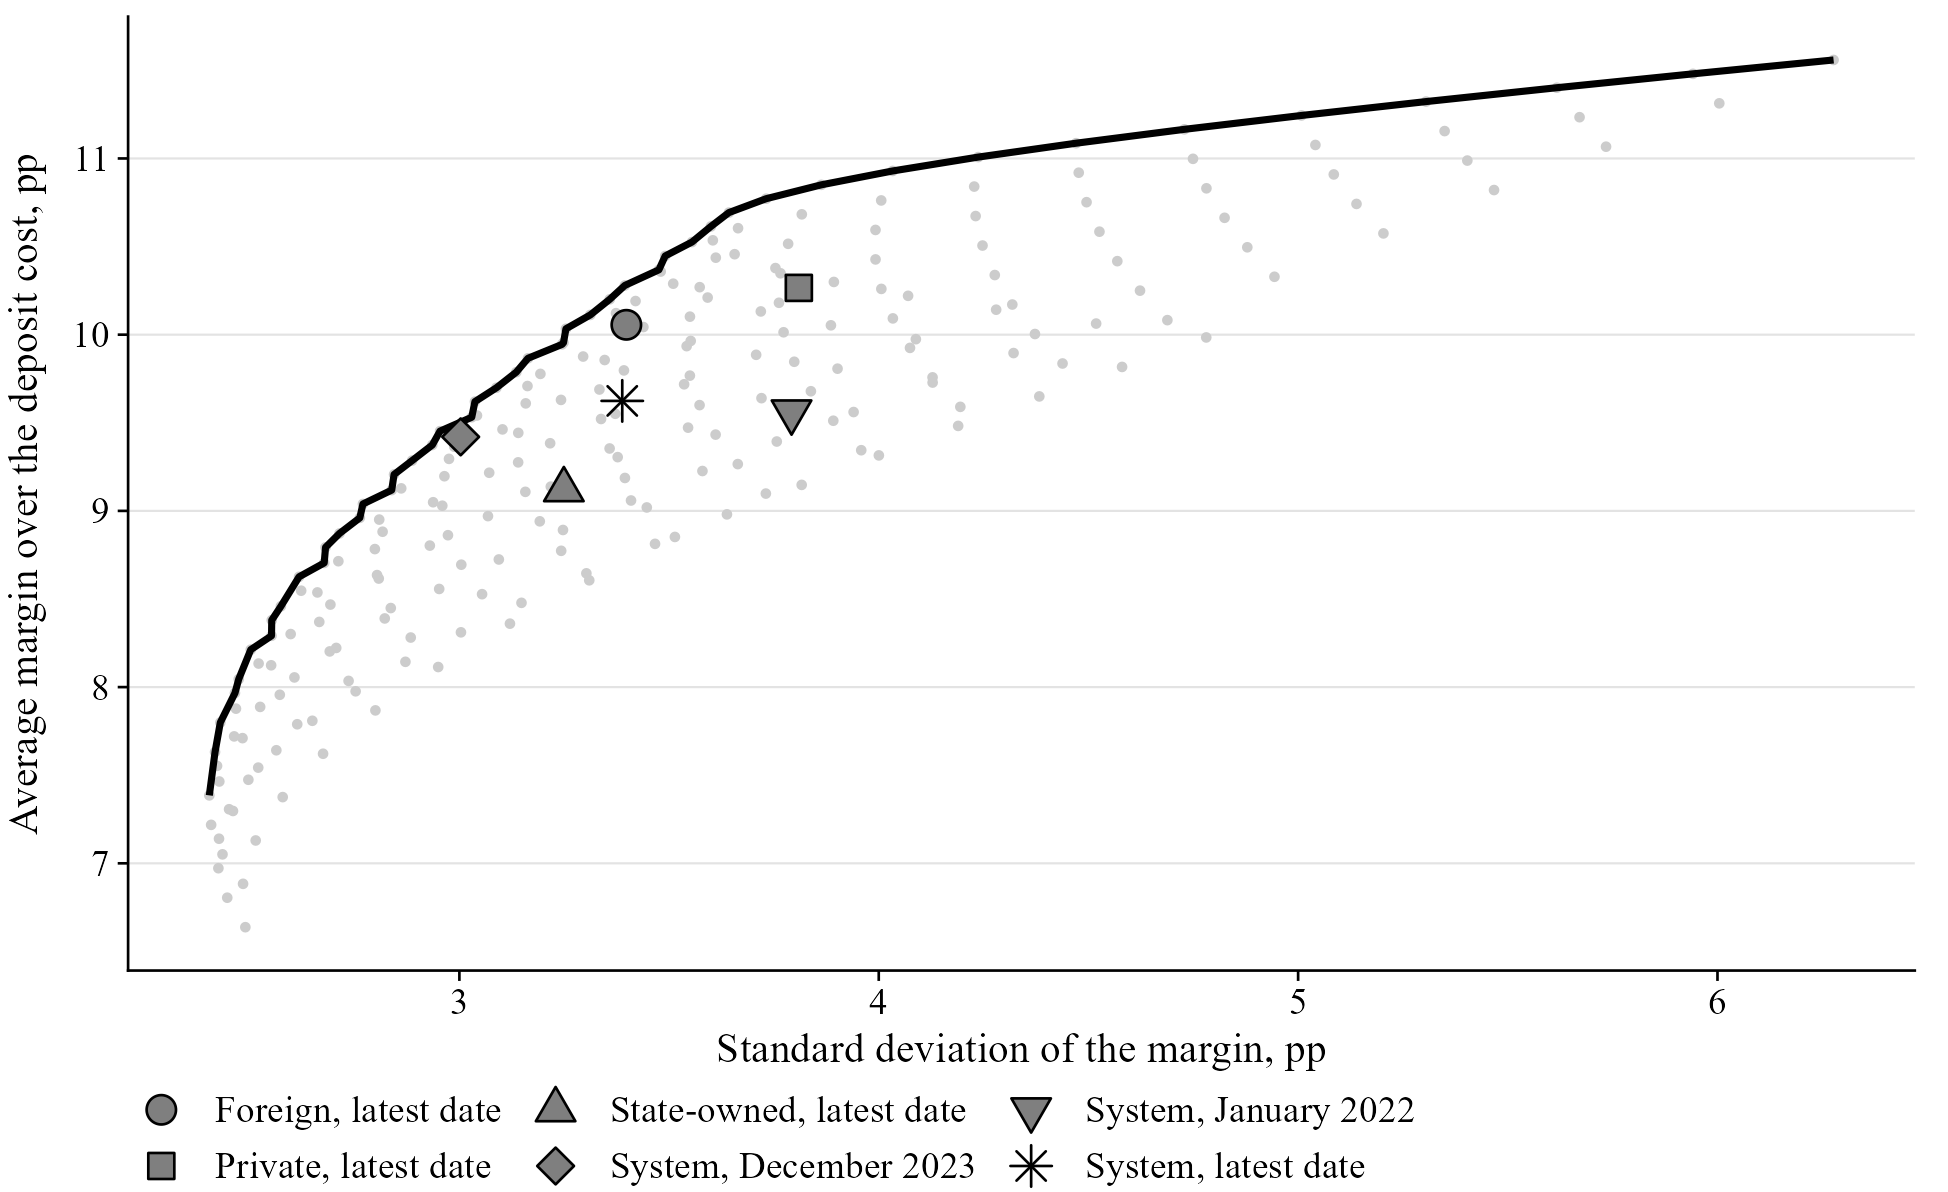 Average margin over the deposit cost, pp
11
10
9
8
7
3 4 5 6
Standard deviation of the margin, pp
Foreign, latest date State-owned, latest date System, January 2022
Private, latest date System, December 2023 System, latest date